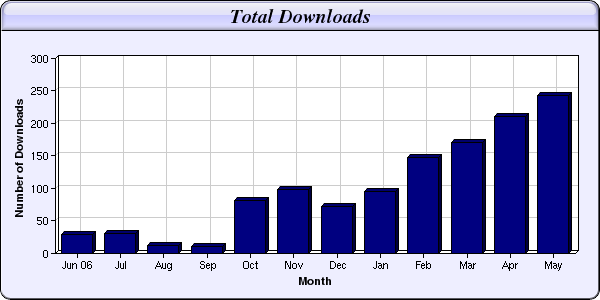 Total Downloads
300
250
200
150
100
50
0
Number of Downloads
Jun 06 Jul Aug Sep Oct Nov Dec Jan Feb Mar Apr May
Month